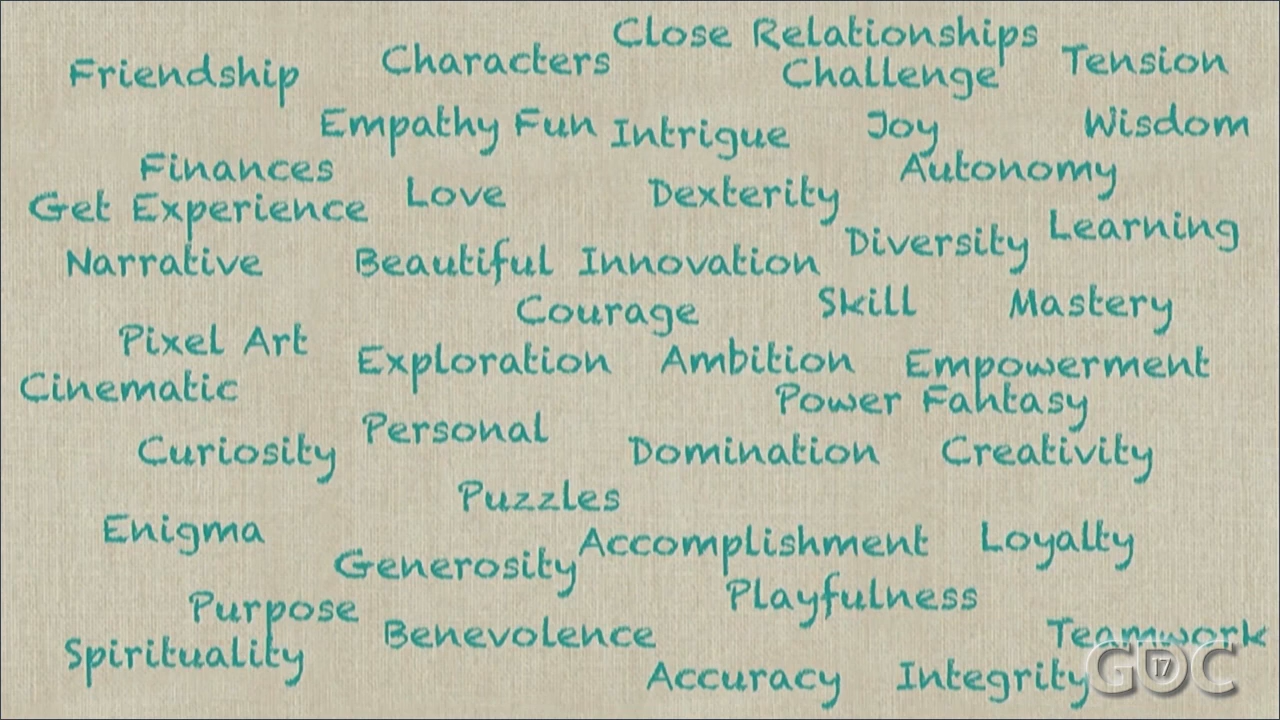 Close Relationships
Friendship
Characters
Challenge
Tension
Empathy
Fun
Intrigue
Joy
Wisdom
Finances
Autonomy
Get Experience
Love
Dexterity
Diversity
Learning
Narrative
Beautiful
Innovation
Courage
Skill
Mastery
Pixel Art
Exploration
Ambition
Empowerment
Cinematic
Power Fantasy
Personal
Curiosity
Domination
Creativity
Puzzles
Enigma
Accomplishment
Loyalty
Generosity
Playfulness
Purpose
Benevolence
Teamwork
Spirituality
Accuracy
Integrity
GDC
17